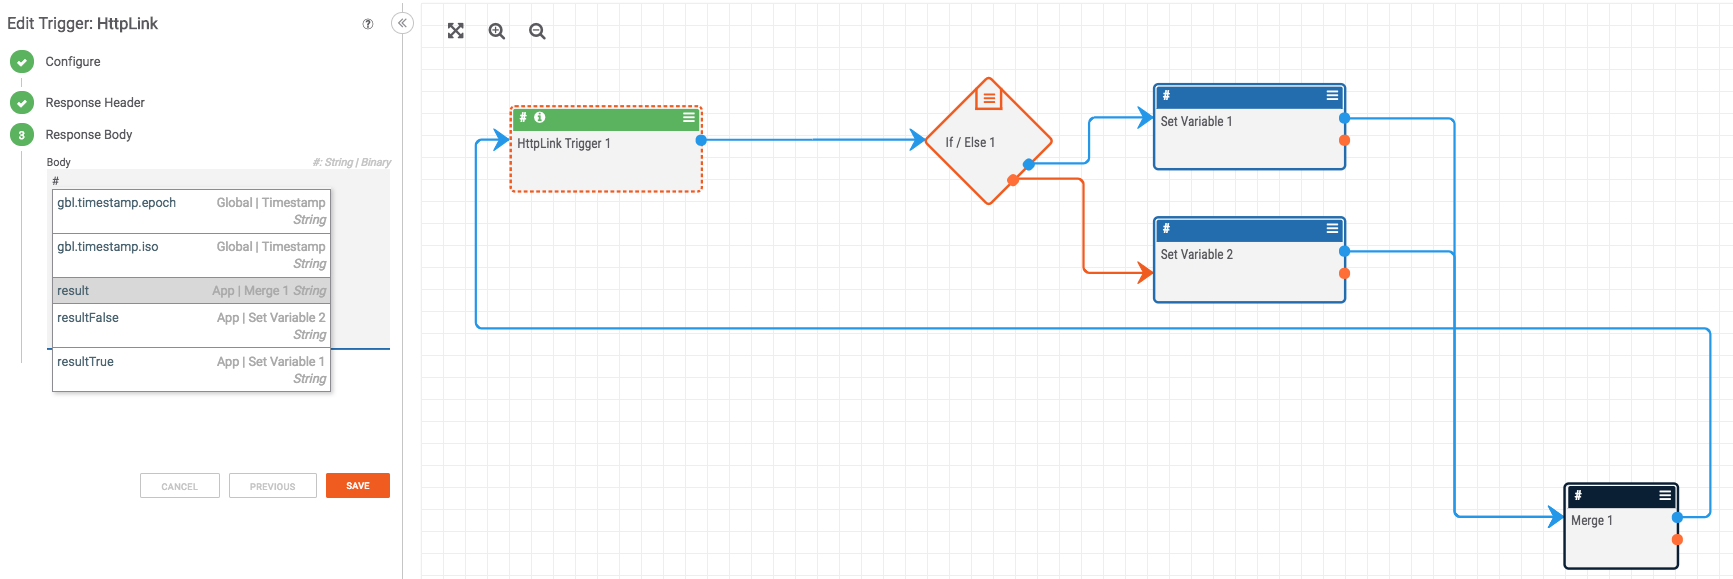 Edit Trigger: HttpLink
Configure
Response Header
3 Response Body
Body #: String | Binary
#
gbl.timestamp.epoch Global | Timestamp
String
gbl.timestamp.iso Global | Timestamp
String
result App | Merge 1 String
resultFalse App | Set Variable 2
String
resultTrue App | Set Variable 1
String
CANCEL PREVIOUS SAVE
#
HttpLink Trigger 1
If / Else 1
#
Set Variable 1
#
Set Variable 2
#
Merge 1